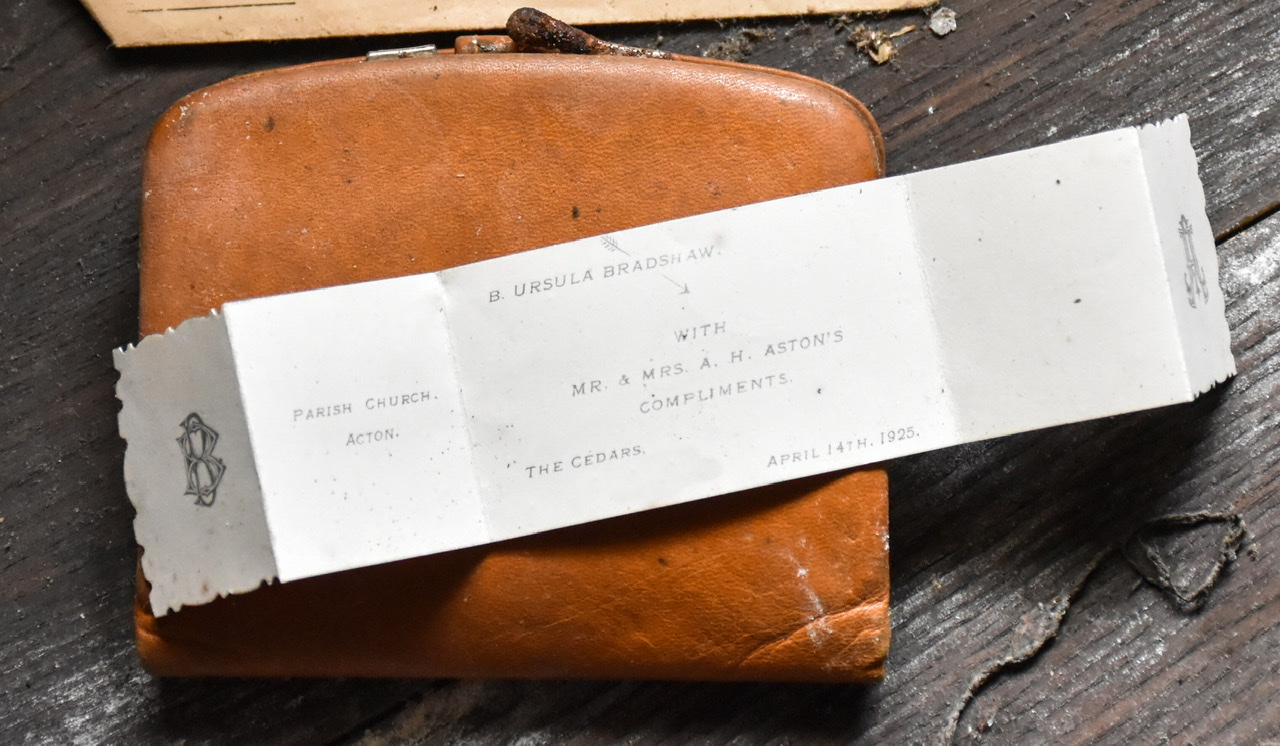 B. URSULA BRADSHAW.
WITH
MR. & MRS. A. H. ASTON'S
COMPLIMENTS.
PARISH CHURCH.
ACTON.
THE CEDARS.
APRIL 14TH. 1925.